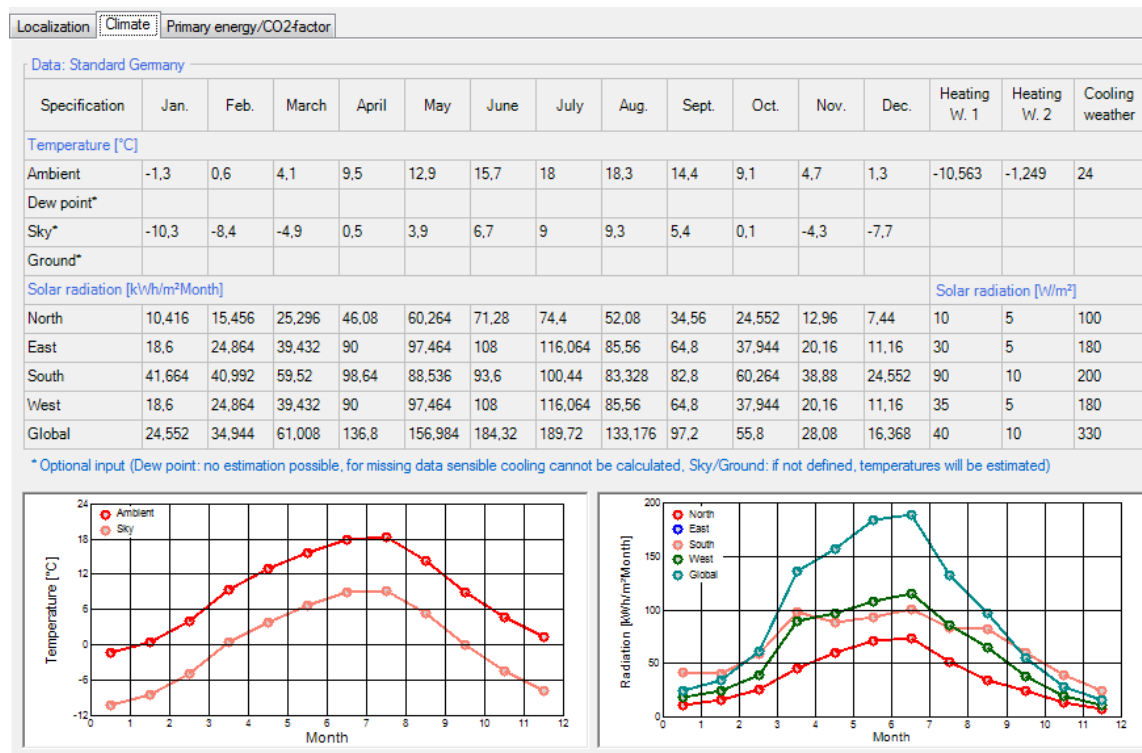 Localization Climate Primary energy/CO2-factor
Data: Standard Germany
Specification Jan. Feb. March April May June July Aug. Sept. Oct. Nov. Dec. Heating W. 1 Heating W. 2 Cooling weather
Temperature [°C]
Ambient -1,3 0,6 4,1 9,5 12,9 15,7 18 18,3 14,4 9,1 4,7 1,3 -10,563 -1,249 24
Dew point*
Sky* -10,3 -8,4 -4,9 0,5 3,9 6,7 9 9,3 5,4 0,1 -4,3 -7,7
Ground*
Solar radiation [kWh/m²Month] Solar radiation [W/m²]
North 10,416 15,456 25,296 46,08 60,264 71,28 74,4 52,08 34,56 24,552 12,96 7,44 10 5 100
East 18,6 24,864 39,432 90 97,464 108 116,064 85,56 64,8 37,944 20,16 11,16 30 5 180
South 41,664 40,992 59,52 98,64 88,536 93,6 100,44 83,328 82,8 60,264 38,88 24,552 90 10 200
West 18,6 24,864 39,432 90 97,464 108 116,064 85,56 64,8 37,944 20,16 11,16 35 5 180
Global 24,552 34,944 61,008 136,8 156,984 184,32 189,72 133,176 97,2 55,8 28,08 16,368 40 10 330
* Optional input (Dew point: no estimation possible, for missing data sensible cooling cannot be calculated, Sky/Ground: if not defined, temperatures will be estimated)
24
18
12
6
0
-6
-12
Temperature [°C]
Ambient
Sky
0 1 2 3 4 5 6 7 8 9 10 11 12
Month
200
150
100
50
0
Radiation [kWh/m²Month]
North
East
South
West
Global
0 1 2 3 4 5 6 7 8 9 10 11 12
Month